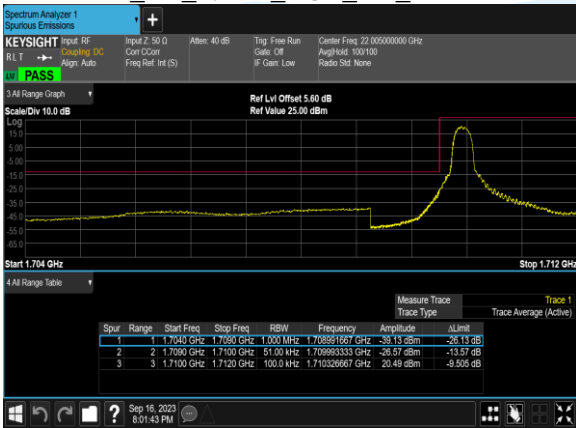 Spectrum Analyzer 1
Spurious Emissions
+
KEYSIGHT Input: RF Input Z: 50 Ω Atten: 40 dB Trig: Free Run Center Freq: 22.005000000 GHz
RLT Coupling: DC Corr CCorr Gate: Off Avg|Hold: 100/100
Align: Auto Freq Ref: Int (S) IF Gain: Low Radio Std: None
LV PASS
3 All Range Graph
Ref Lvl Offset 5.60 dB
Scale/Div 10.0 dB Ref Value 25.00 dBm
Log
15.0
5.00
-5.00
-15.0
-25.0
-35.0
-45.0
-55.0
-65.0
Start 1.704 GHz Stop 1.712 GHz
4 All Range Table
Measure Trace Trace 1
Trace Type Trace Average (Active)
Spur Range Start Freq Stop Freq RBW Frequency Amplitude ΔLimit
1 1 1.7040 GHz 1.7090 GHz 1.000 MHz 1.708991667 GHz -39.13 dBm -26.13 dB
2 2 1.7090 GHz 1.7100 GHz 51.00 kHz 1.709993333 GHz -26.57 dBm -13.57 dB
3 3 1.7100 GHz 1.7120 GHz 100.0 kHz 1.710326667 GHz 20.49 dBm -9.505 dB
? Sep 16, 2023
8:01:43 PM